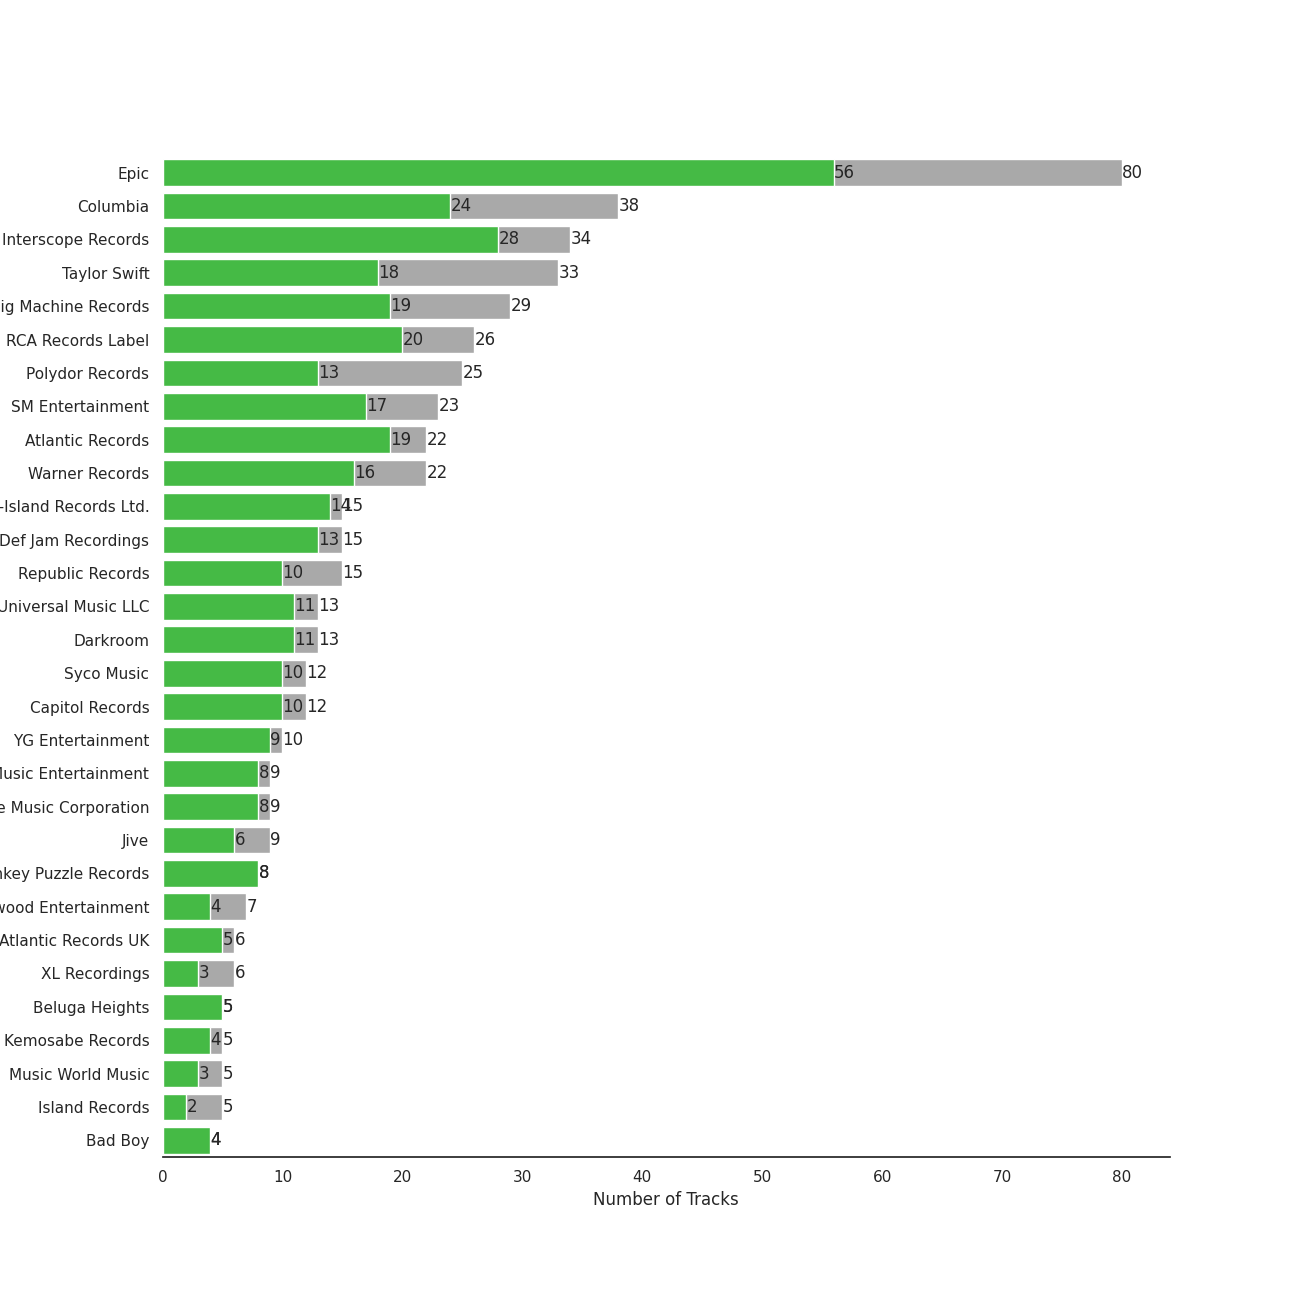 Epic 56 80
Columbia 24 38
Interscope Records 28 34
Taylor Swift 18 33
ig Machine Records 19 29
RCA Records Label 20 26
Polydor Records 13 25
SM Entertainment 17 23
Atlantic Records 19 22
Warner Records 16 22
-Island Records Ltd. 14 15
Def Jam Recordings 13 15
Republic Records 10 15
Universal Music LLC 11 13
Darkroom 11 13
Syco Music 10 12
Capitol Records 10 12
YG Entertainment 9 10
Music Entertainment 8 9
e Music Corporation 8 9
Jive 6 9
nkey Puzzle Records 8
wood Entertainment 4 7
Atlantic Records UK 5 6
XL Recordings 3 6
Beluga Heights 5
Kemosabe Records 4 5
Music World Music 3 5
Island Records 2 5
Bad Boy 4
0 10 20 30 40 50 60 70 80
Number of Tracks